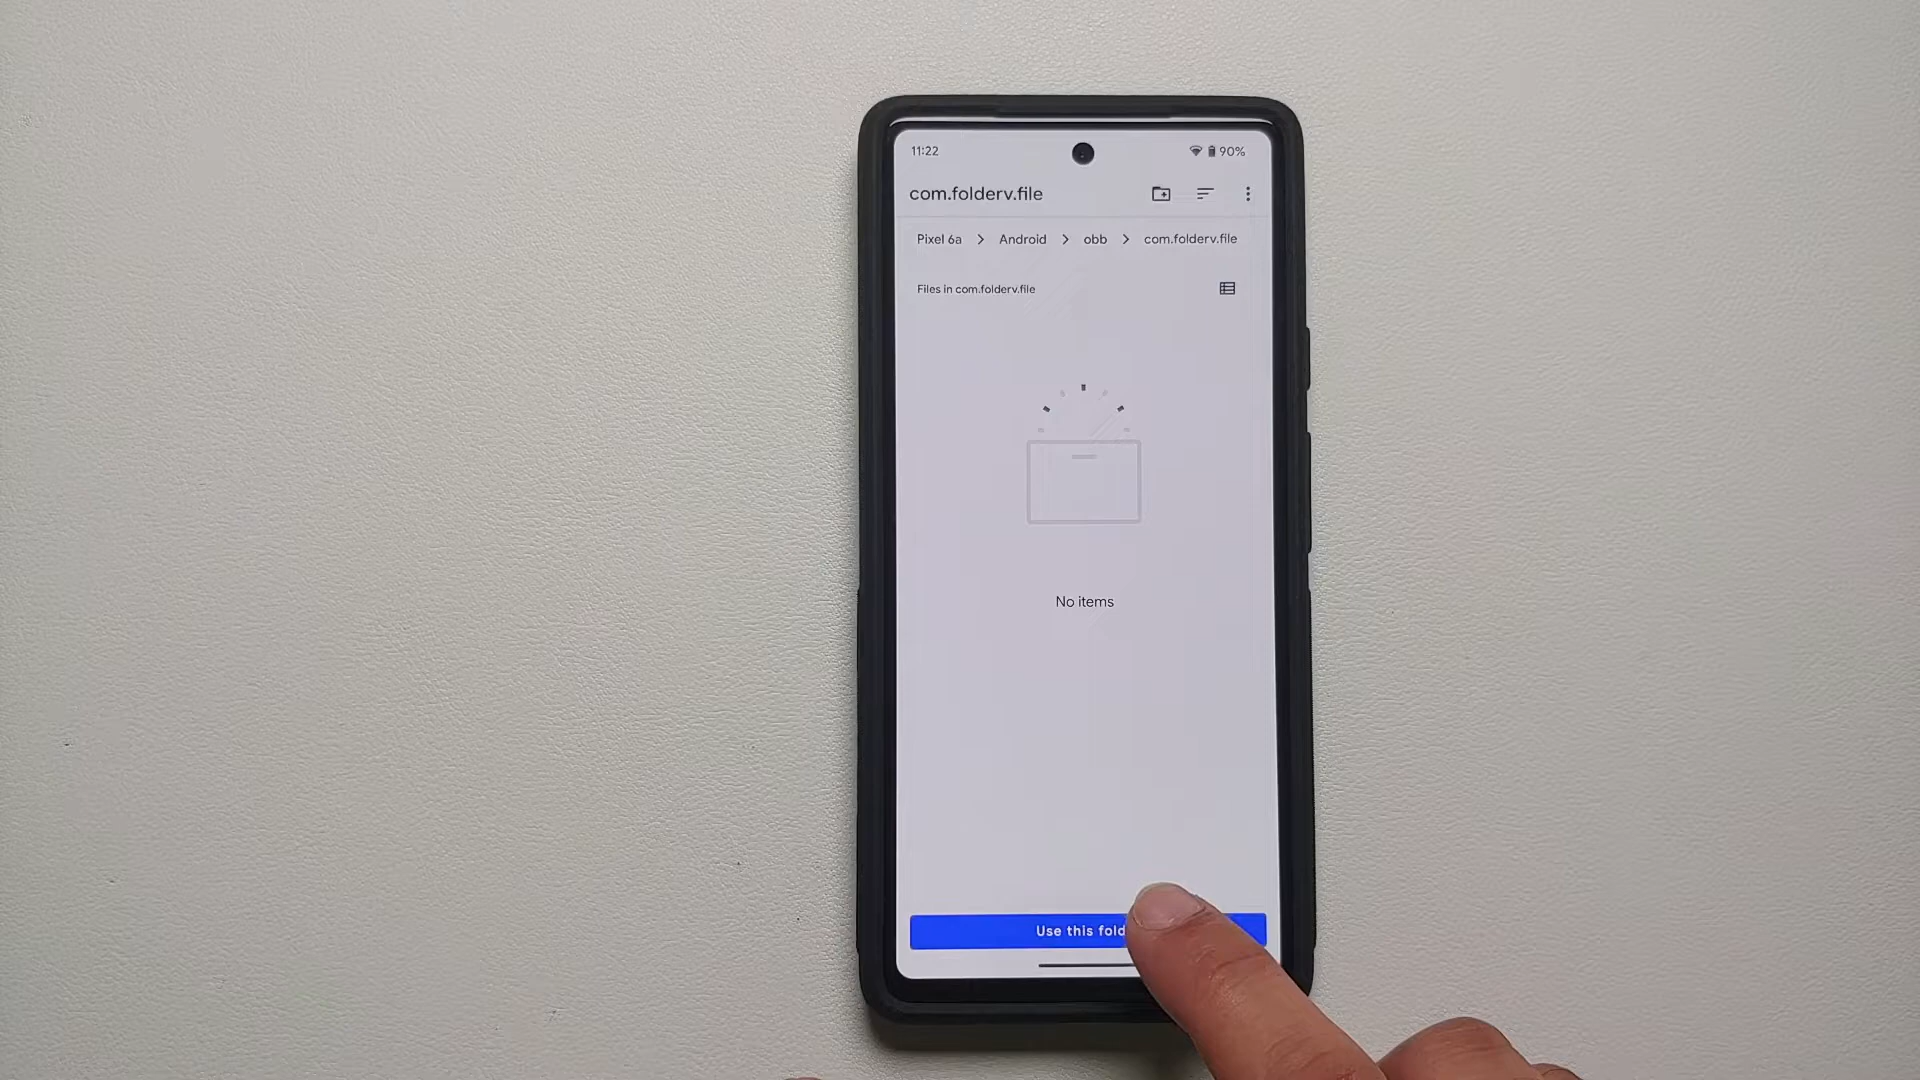 11:22 90%
com.folderv.file
Pixel 6a > Android > obb > com.folderv.file
Files in com.folderv.file
No items
Use this fold